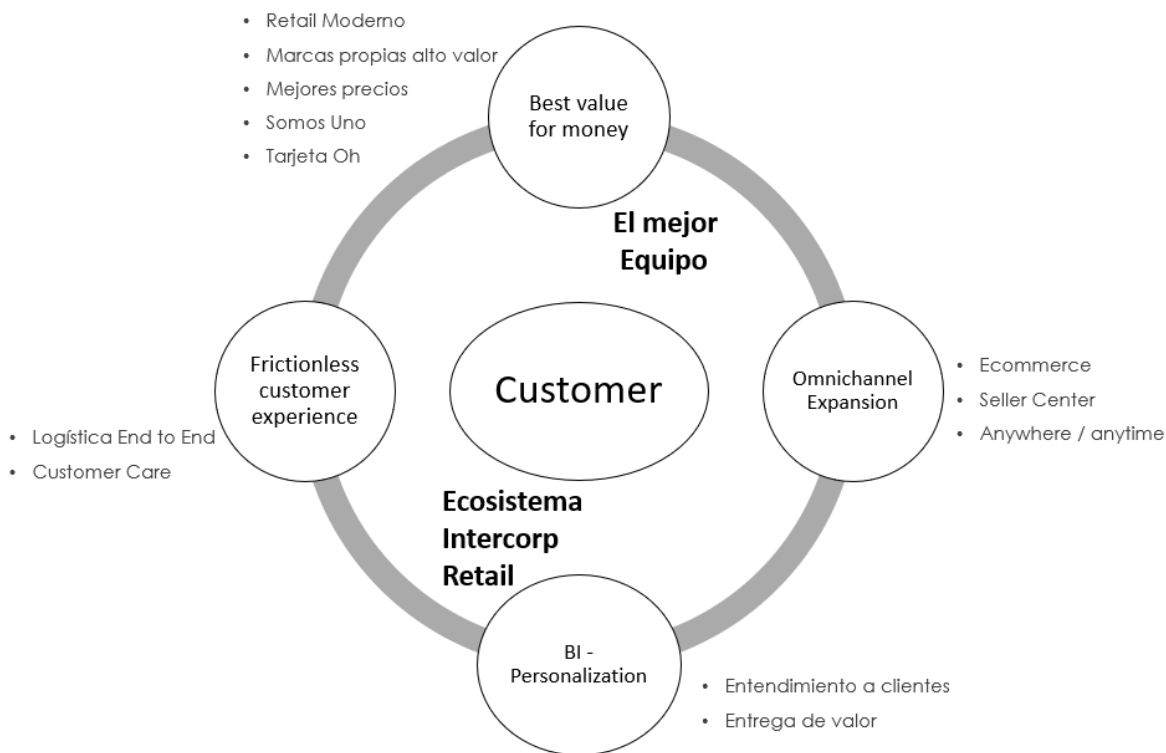 • Retail Moderno
• Marcas propias alto valor
• Mejores precios
• Somos Uno
• Tarjeta Oh
Best value
for money
El mejor
Equipo
Frictionless
customer
experience
• Logística End to End
• Customer Care
Customer
Omnichannel
Expansion
• Ecommerce
• Seller Center
• Anywhere / anytime
Ecosistema
Intercorp
Retail
BI -
Personalization
• Entendimiento a clientes
• Entrega de valor